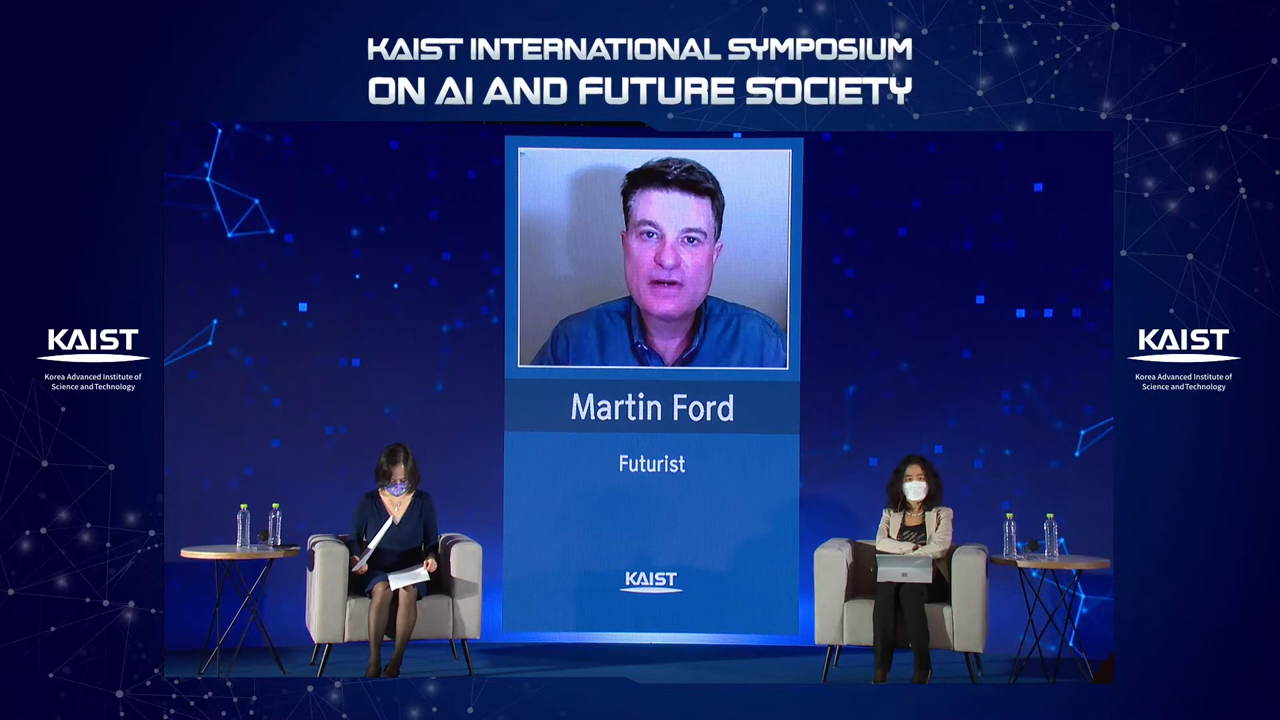 KAIST INTERNATIONAL SYMPOSIUM
ON AI AND FUTURE SOCIETY
KAIST
Korea Advanced Institute of
Science and Technology
Martin Ford
Futurist
KAIST
KAIST
Korea Advanced Institute of
Science and Technology